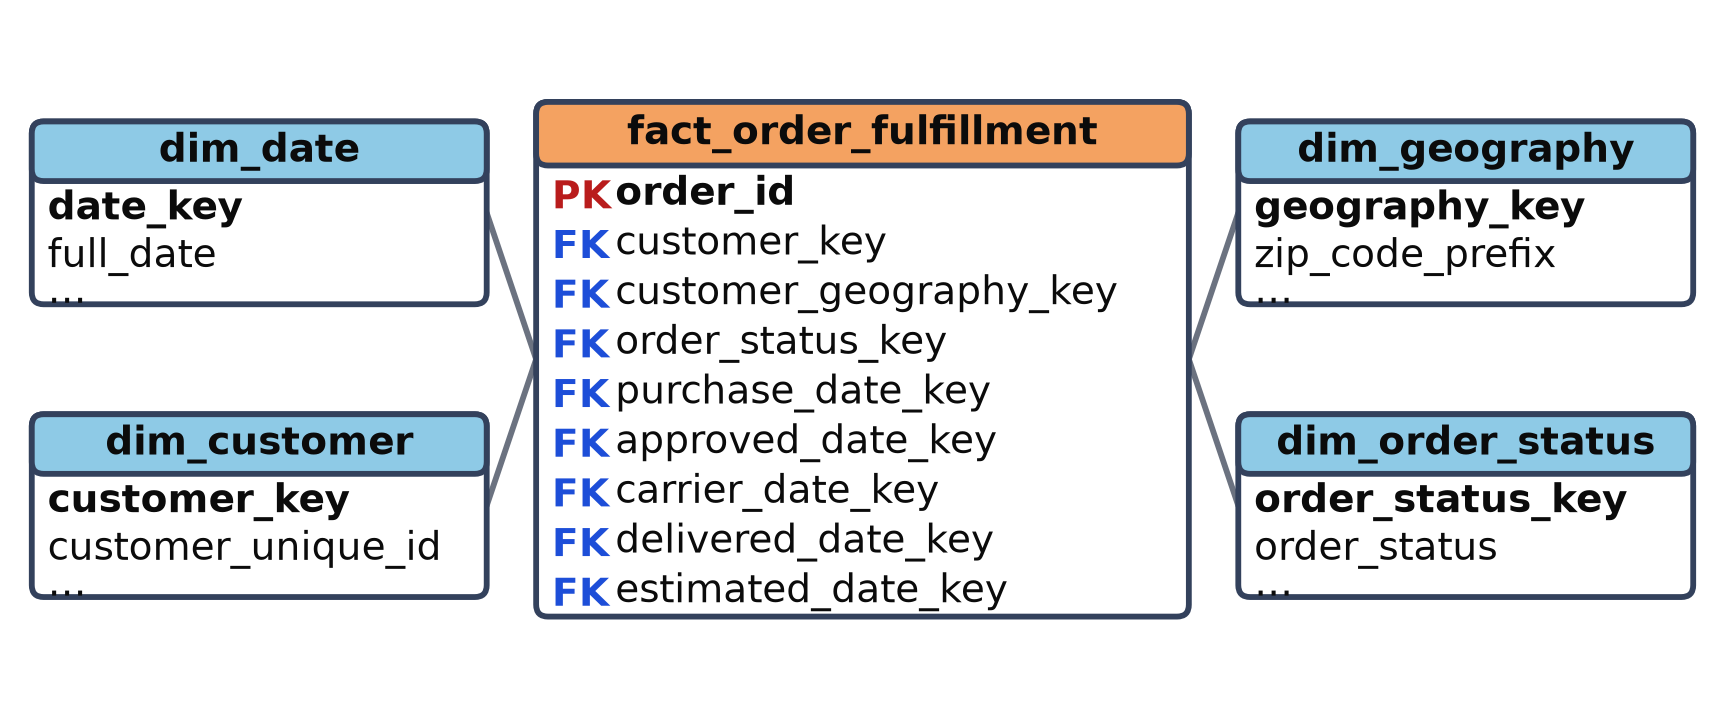 dim_date
date_key
full_date
...
dim_customer
customer_key
customer_unique_id
...
fact_order_fulfillment
PK order_id
FK customer_key
FK customer_geography_key
FK order_status_key
FK purchase_date_key
FK approved_date_key
FK carrier_date_key
FK delivered_date_key
FK estimated_date_key
dim_geography
geography_key
zip_code_prefix
...
dim_order_status
order_status_key
order_status
...